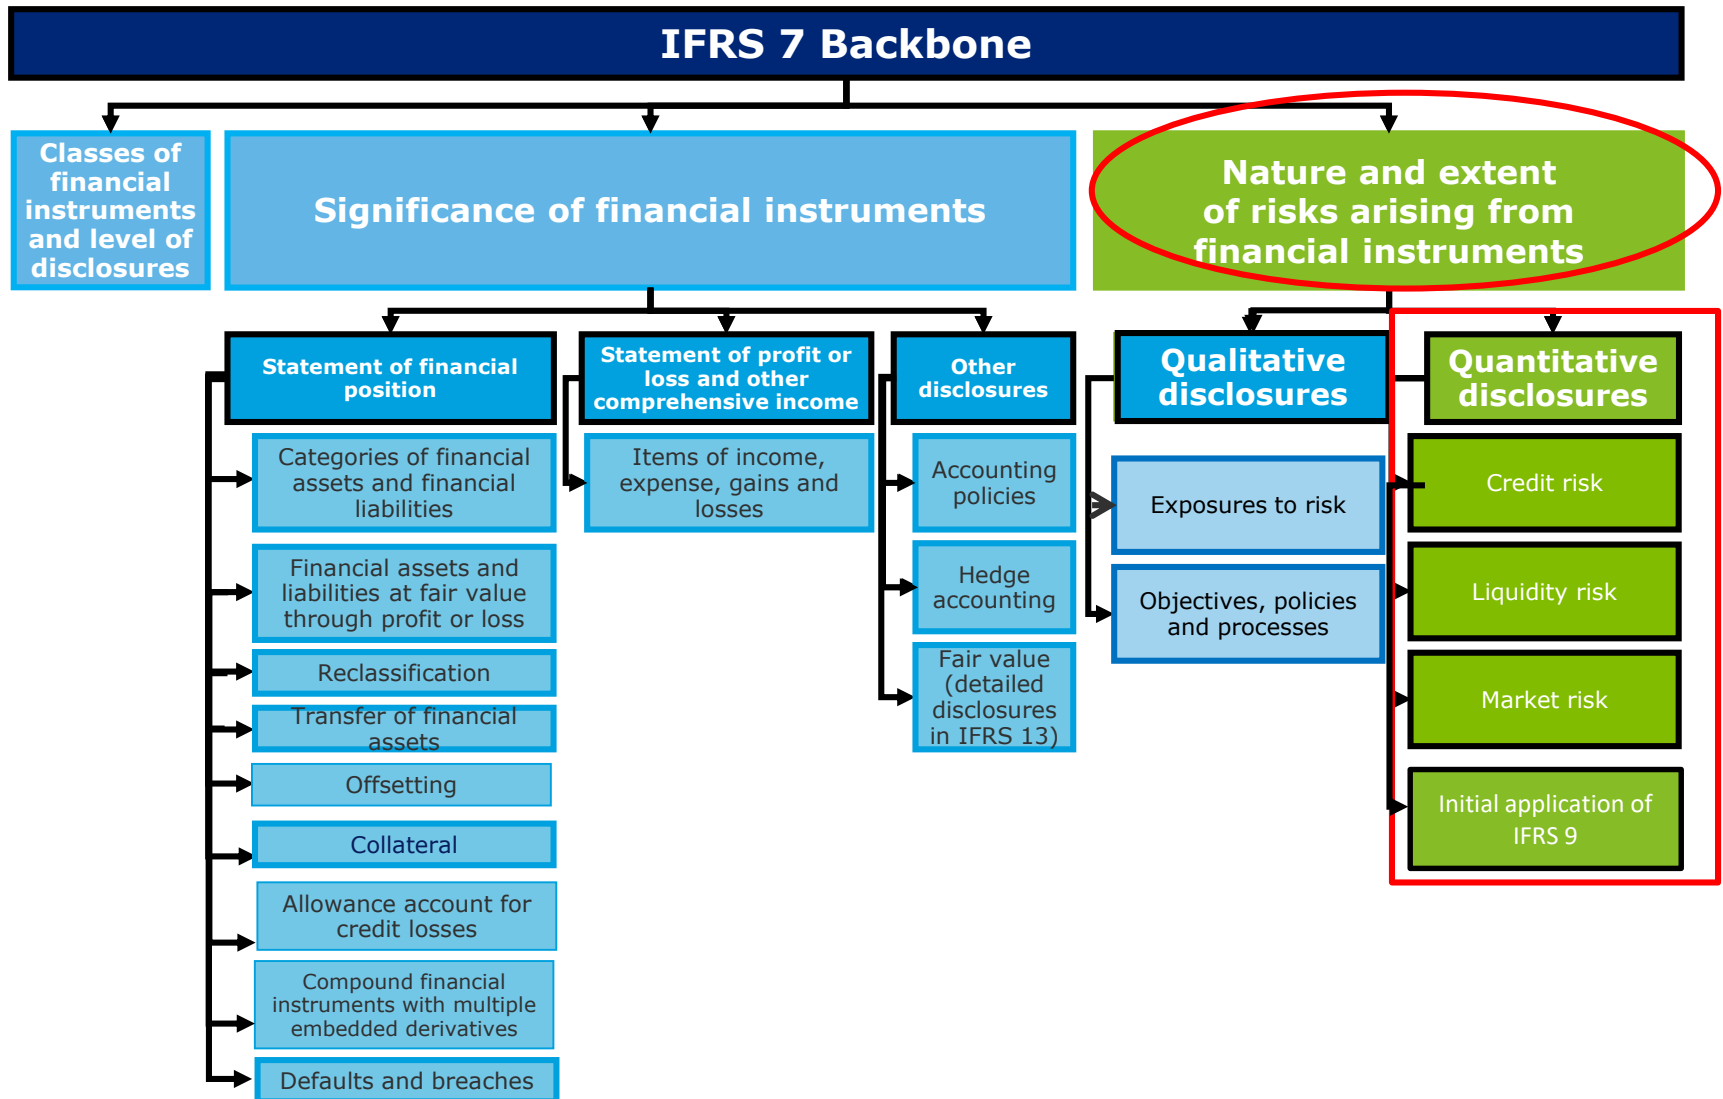 IFRS 7 Backbone
Classes of
financial
instruments
and level of
disclosures
Significance of financial instruments
Nature and extent
of risks arising from
financial instruments
Statement of financial
position
Categories of financial
assets and financial
liabilities
Financial assets and
liabilities at fair value
through profit or loss
Reclassification
Transfer of financial
assets
Offsetting
Collateral
Allowance account for
credit losses
Compound financial
instruments with multiple
embedded derivatives
Defaults and breaches
Statement of profit or
loss and other
comprehensive income
Items of income,
expense, gains and
losses
Other
disclosures
Accounting
policies
Hedge
accounting
Fair value
(detailed
disclosures
in IFRS 13)
Qualitative
disclosures
Exposures to risk
Objectives, policies
and processes
Quantitative
disclosures
Credit risk
Liquidity risk
Market risk
Initial application of
IFRS 9